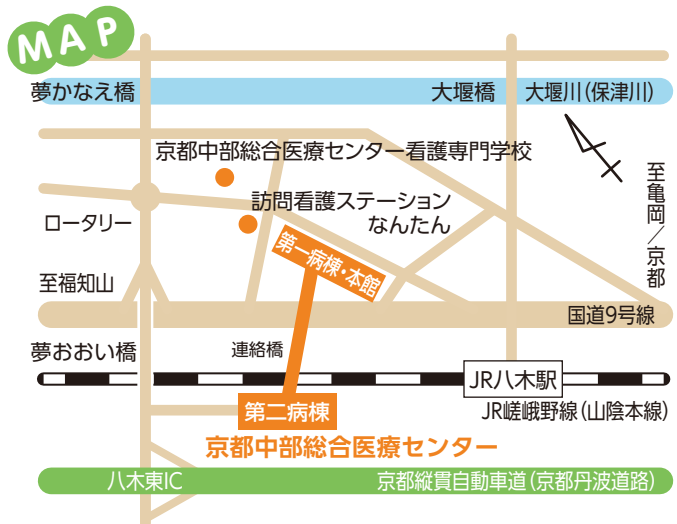 MAP
夢かなえ橋
大堰橋
大堰川(保津川)
京都中部総合医療センター看護専門学校
至亀岡／京都
訪問看護ステーション
なんたん
ロータリー
第一病棟・本館
至福知山
国道9号線
夢おおい橋
連絡橋
JR八木駅
第二病棟
JR嵯峨野線(山陰本線)
京都中部総合医療センター
八木東IC
京都縦貫自動車道(京都丹波道路)